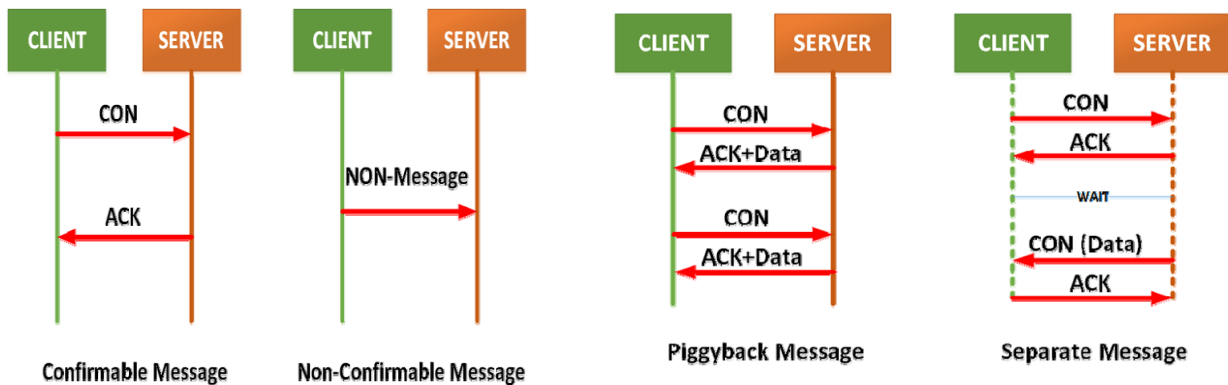 CLIENT
SERVER
CON
ACK
Confirmable Message
CLIENT
SERVER
NON-Message
Non-Confirmable Message
CLIENT
SERVER
CON
ACK+Data
CON
ACK+Data
Piggyback Message
CLIENT
SERVER
CON
ACK
WAIT
CON (Data)
ACK
Separate Message